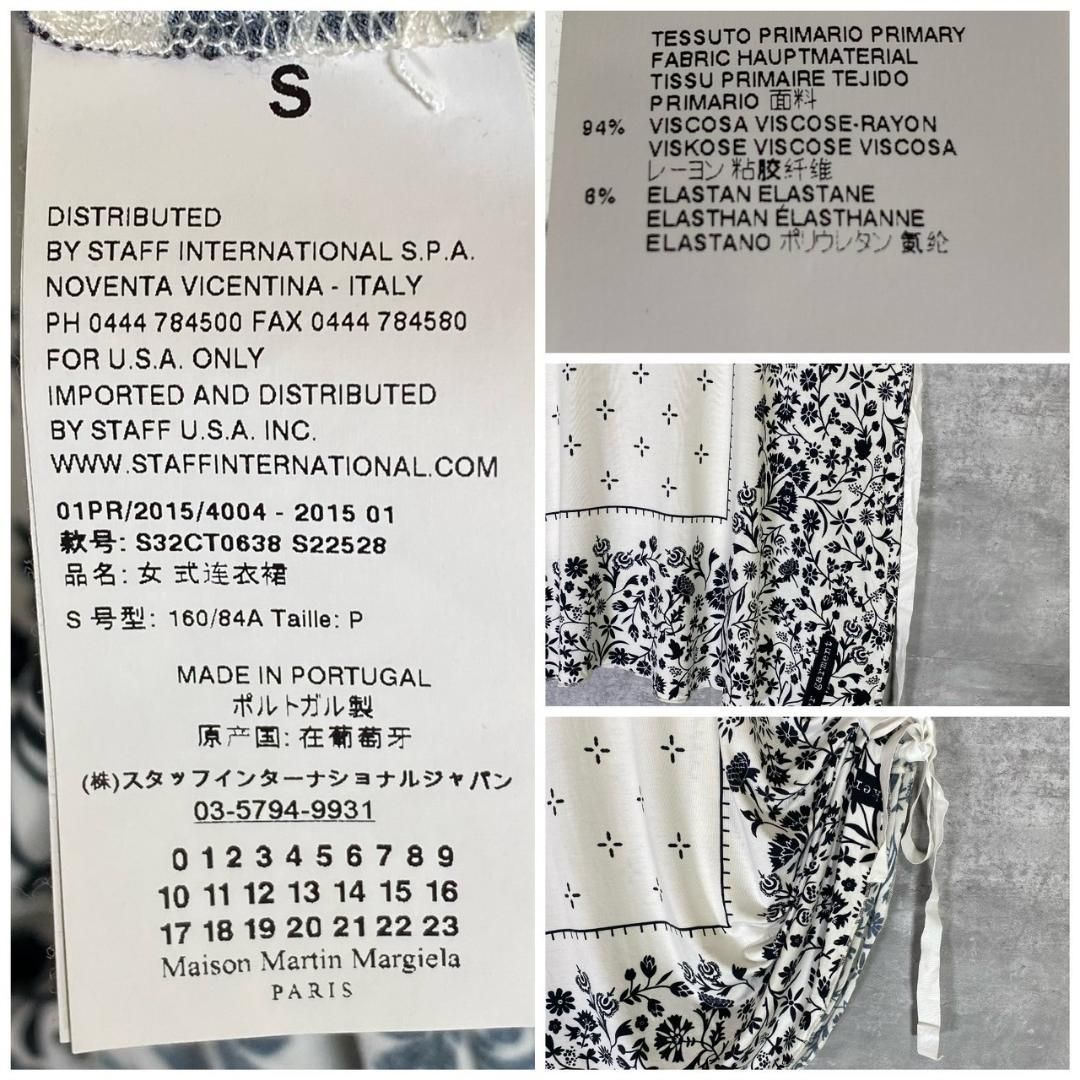 S
DISTRIBUTED
BY STAFF INTERNATIONAL S.P.A.
NOVENTA VICENTINA - ITALY
PH 0444 784500 FAX 0444 784580
FOR U.S.A. ONLY
IMPORTED AND DISTRIBUTED
BY STAFF U.S.A. INC.
WWW.STAFFINTERNATIONAL.COM
01PR/2015/4004 - 2015 01
款号: S32CT0638 S22528
品名: 女 式连衣裙
S 号型: 160/84A Taille: P
MADE IN PORTUGAL
ポルトガル製
原产国: 在葡萄牙
(株)スタッフインターナショナルジャパン
03-5794-9931
0 1 2 3 4 5 6 7 8 9
10 11 12 13 14 15 16
17 18 19 20 21 22 23
Maison Martin Margiela
PARIS
TESSUTO PRIMARIO PRIMARY
FABRIC HAUPTMATERIAL
TISSU PRIMAIRE TEJIDO
PRIMARIO 面料
94% VISCOSA VISCOSE-RAYON
VISKOSE VISCOSE VISCOSA
レーヨン 粘胶纤维
6% ELASTAN ELASTANE
ELASTHAN ÉLASTHANNE
ELASTANO ポリウレタン 氨纶